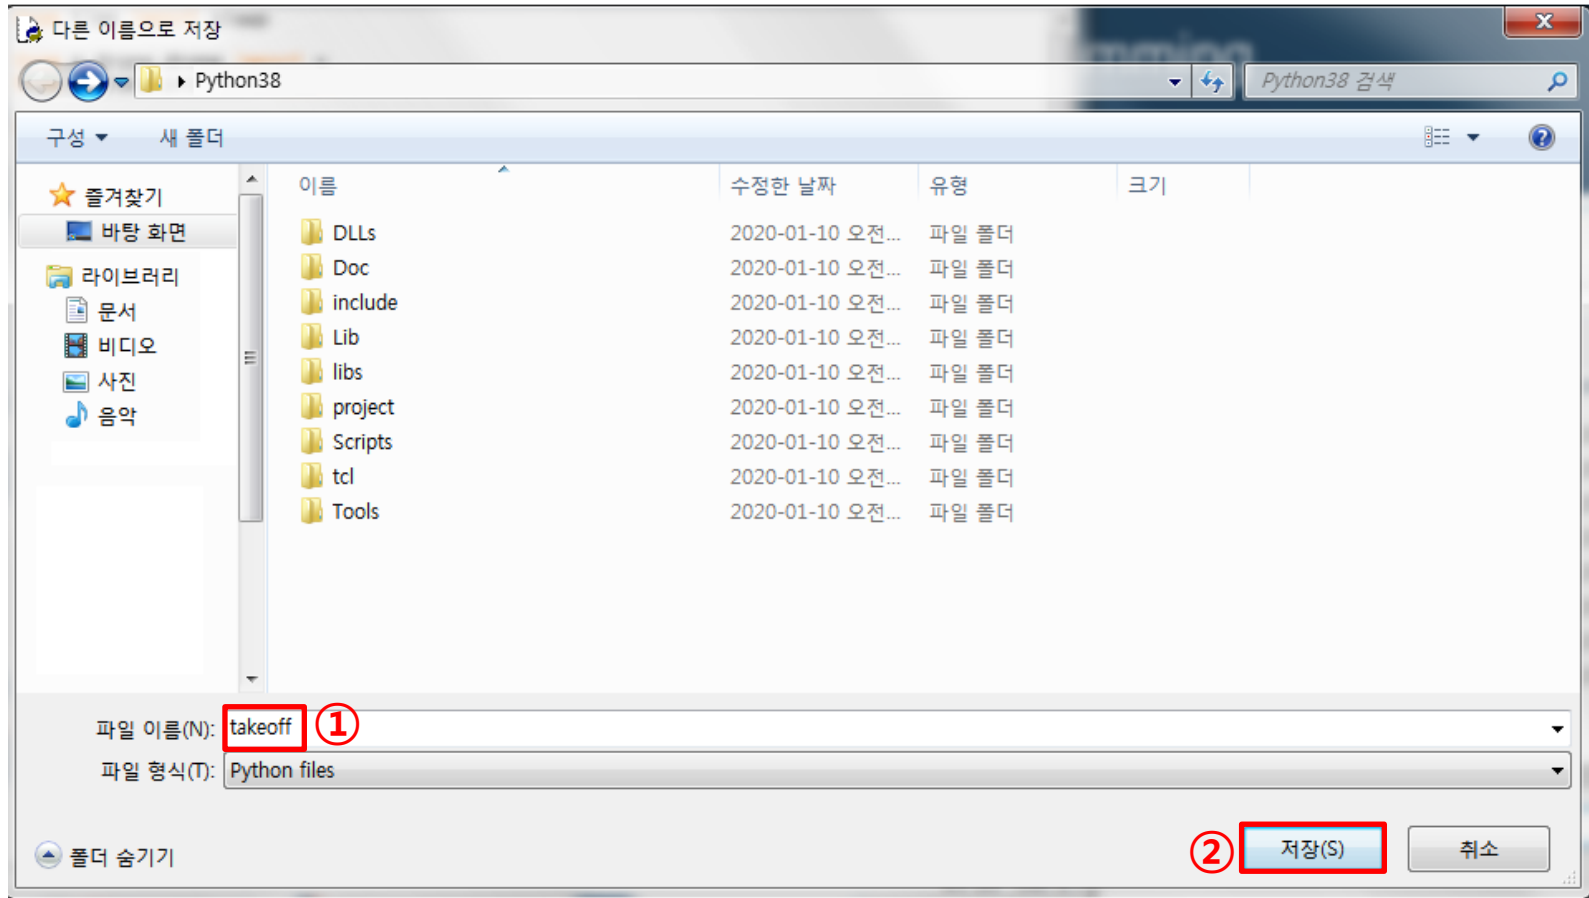 다른 이름으로 저장
mming
Python38
Python38 검색
구성
새 폴더
즐겨찾기
바탕 화면
라이브러리
문서
비디오
사진
음악
이름 수정한 날짜 유형 크기
DLLs 2020-01-10 오전... 파일 폴더
Doc 2020-01-10 오전... 파일 폴더
include 2020-01-10 오전... 파일 폴더
Lib 2020-01-10 오전... 파일 폴더
libs 2020-01-10 오전... 파일 폴더
project 2020-01-10 오전... 파일 폴더
Scripts 2020-01-10 오전... 파일 폴더
tcl 2020-01-10 오전... 파일 폴더
Tools 2020-01-10 오전... 파일 폴더
파일 이름(N): takeoff ①
파일 형식(T): Python files
폴더 숨기기
② 저장(S) 취소